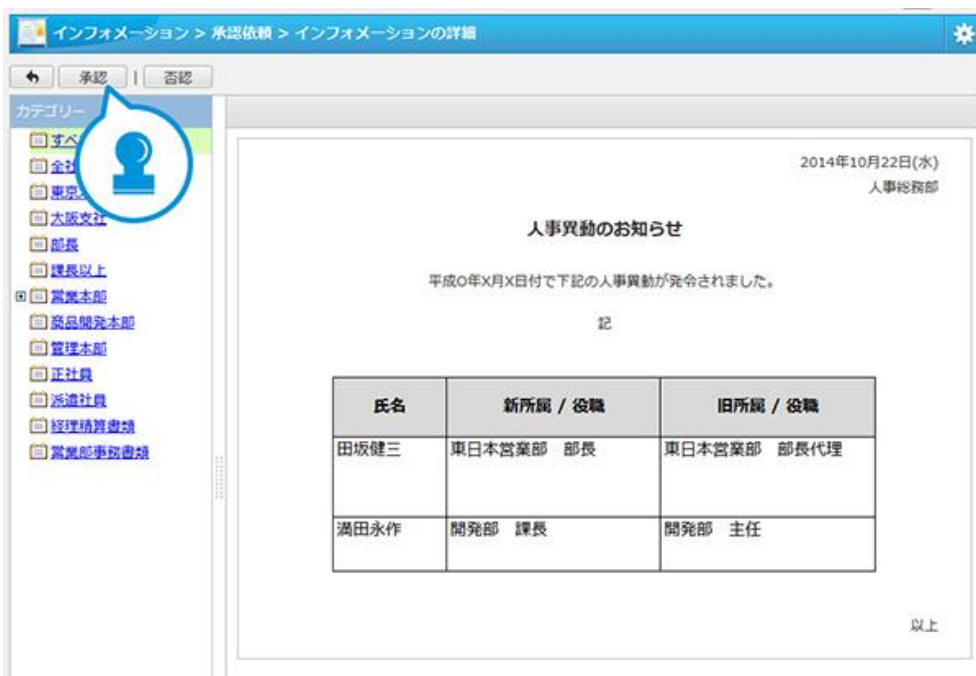 インフォメーション > 承認依頼 > インフォメーションの詳細
承認 | 否認
カテゴリー
すべ
全社
東京
大阪支社
部長
課長以上
営業本部
商品開発本部
管理本部
正社員
派遣社員
経理精算書類
営業部事務書類
2014年10月22日(水)
人事総務部
人事異動のお知らせ
平成O年X月X日付で下記の人事異動が発令されました。
記
氏名 新所属 / 役職 旧所属 / 役職
田坂健三 東日本営業部 部長 東日本営業部 部長代理
満田永作 開発部 課長 開発部 主任
以上